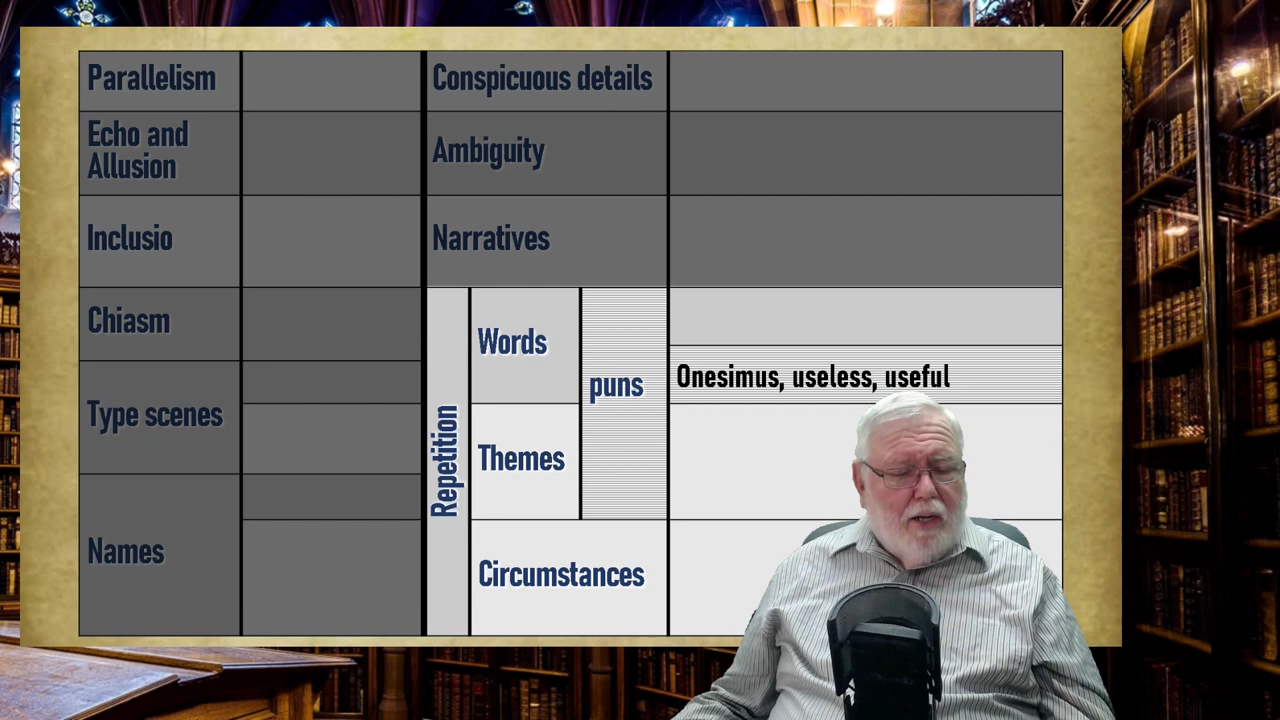 Parallelism
Conspicuous details
Echo and
Allusion
Ambiguity
Inclusio
Narratives
Chiasm
Type scenes
Names
Repetition
Words
puns
Onesimus, useless, useful
Themes
Circumstances